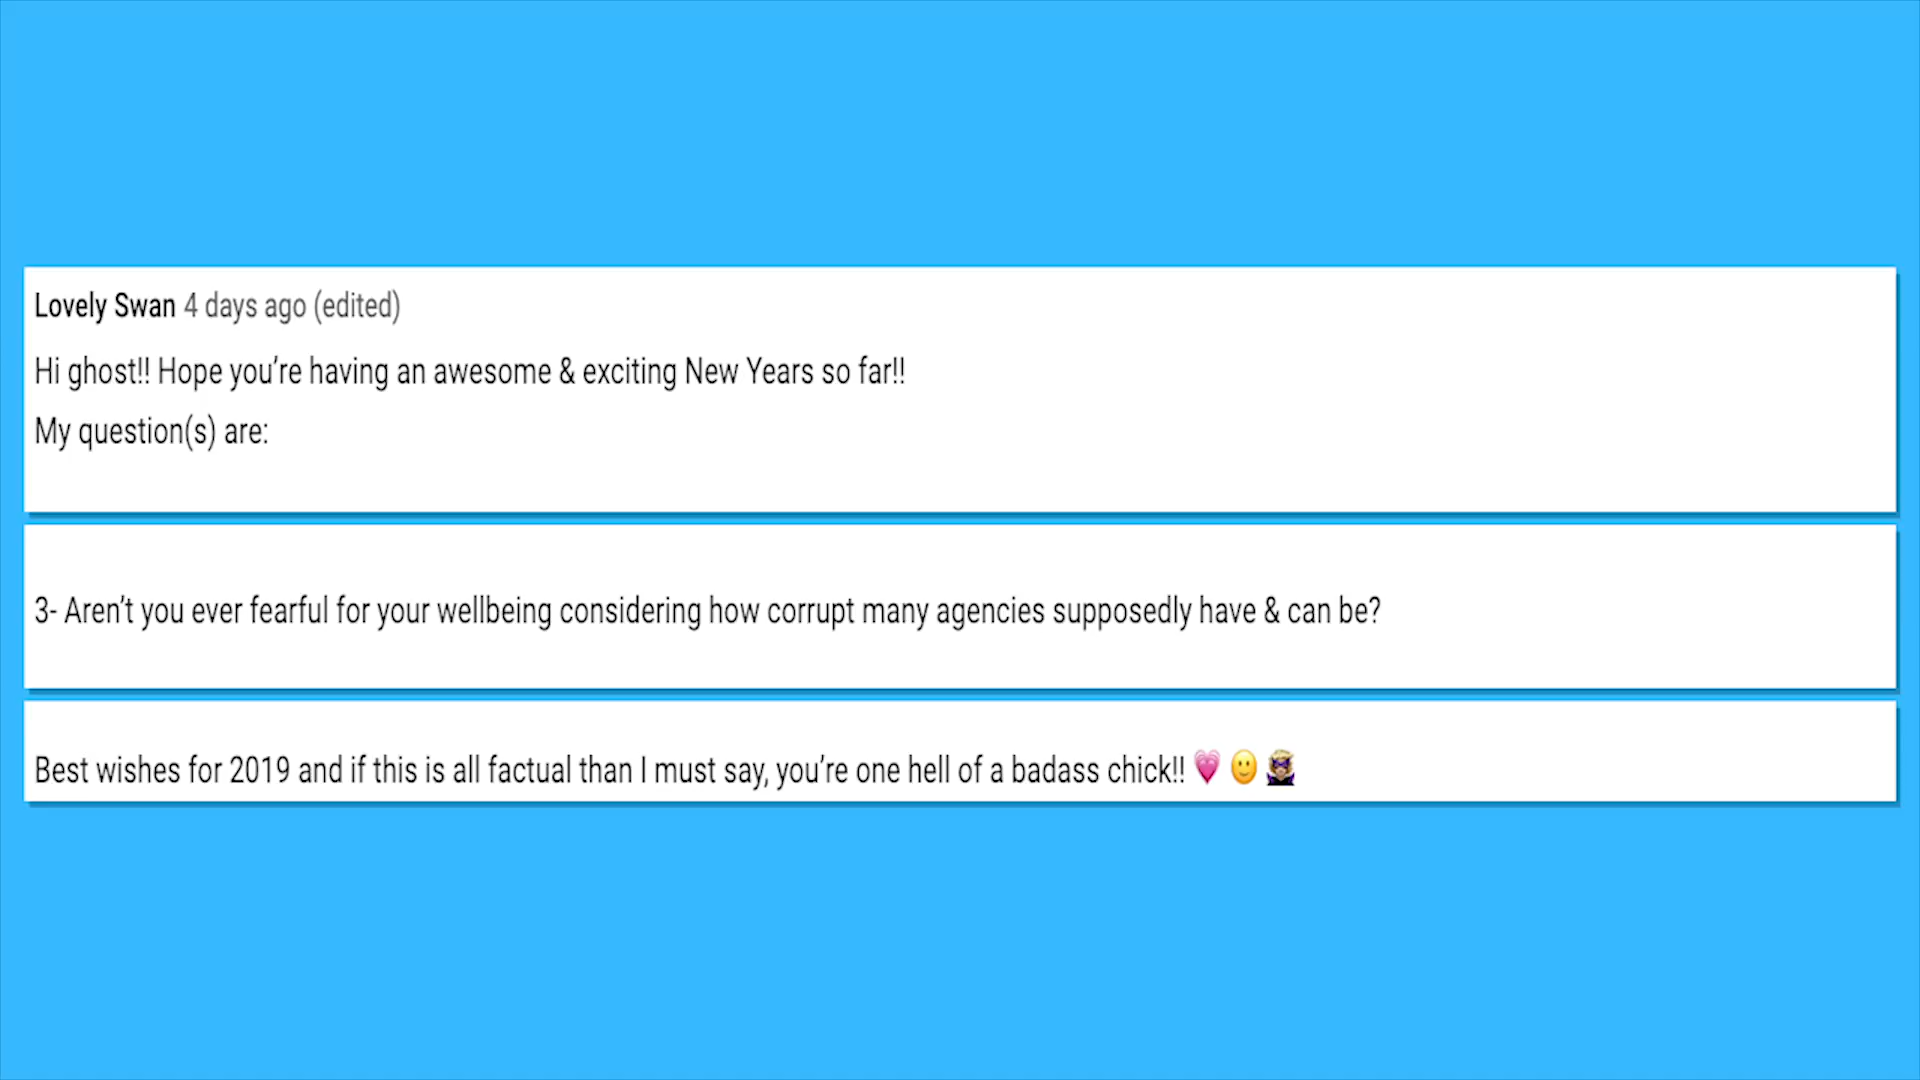 Lovely Swan 4 days ago (edited)
Hi ghost!! Hope you’re having an awesome & exciting New Years so far!!
My question(s) are:
3- Aren’t you ever fearful for your wellbeing considering how corrupt many agencies supposedly have & can be?
Best wishes for 2019 and if this is all factual than I must say, you’re one hell of a badass chick!! 💗 🙂 🦹🏼‍♀️